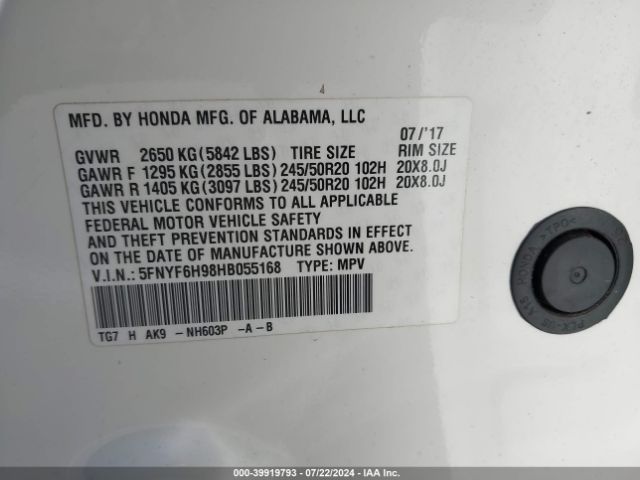 4
MFD. BY HONDA MFG. OF ALABAMA, LLC
07/'17
GVWR 2650 KG(5842 LBS) TIRE SIZE RIM SIZE
GAWR F 1295 KG(2855 LBS) 245/50R20 102H 20X8.0J
GAWR R 1405 KG(3097 LBS) 245/50R20 102H 20X8.0J
THIS VEHICLE CONFORMS TO ALL APPLICABLE
FEDERAL MOTOR VEHICLE SAFETY
AND THEFT PREVENTION STANDARDS IN EFFECT
ON THE DATE OF MANUFACTURE SHOWN ABOVE.
V.I.N.: 5FNYF6H98HB055168 TYPE: MPV
TG7 H AK9 -NH603P -A-B
HONDA >TPO<
000-39919793 - 07/22/2024 - IAA Inc.